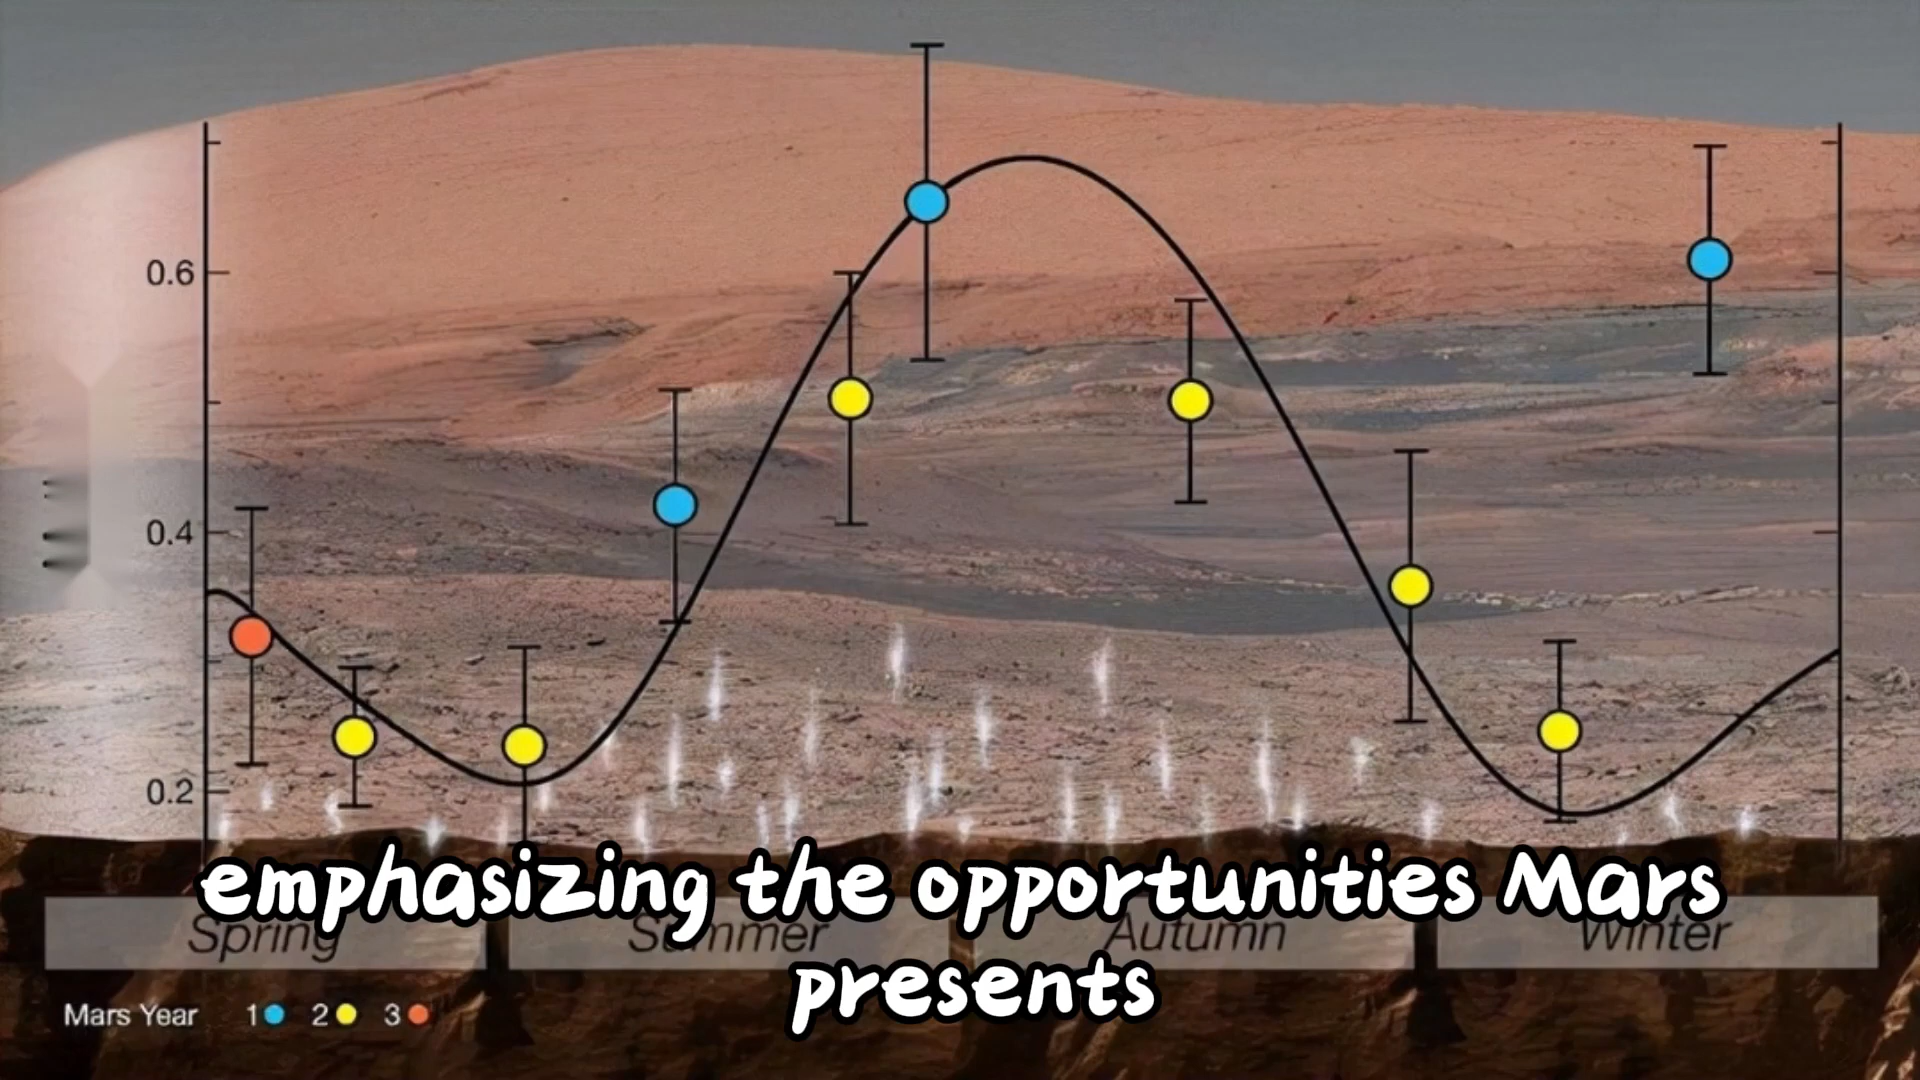 0.6
0.4
0.2
emphasizing the opportunities Mars
presents
Spring
Summer
Autumn
Winter
Mars Year 1 2 3